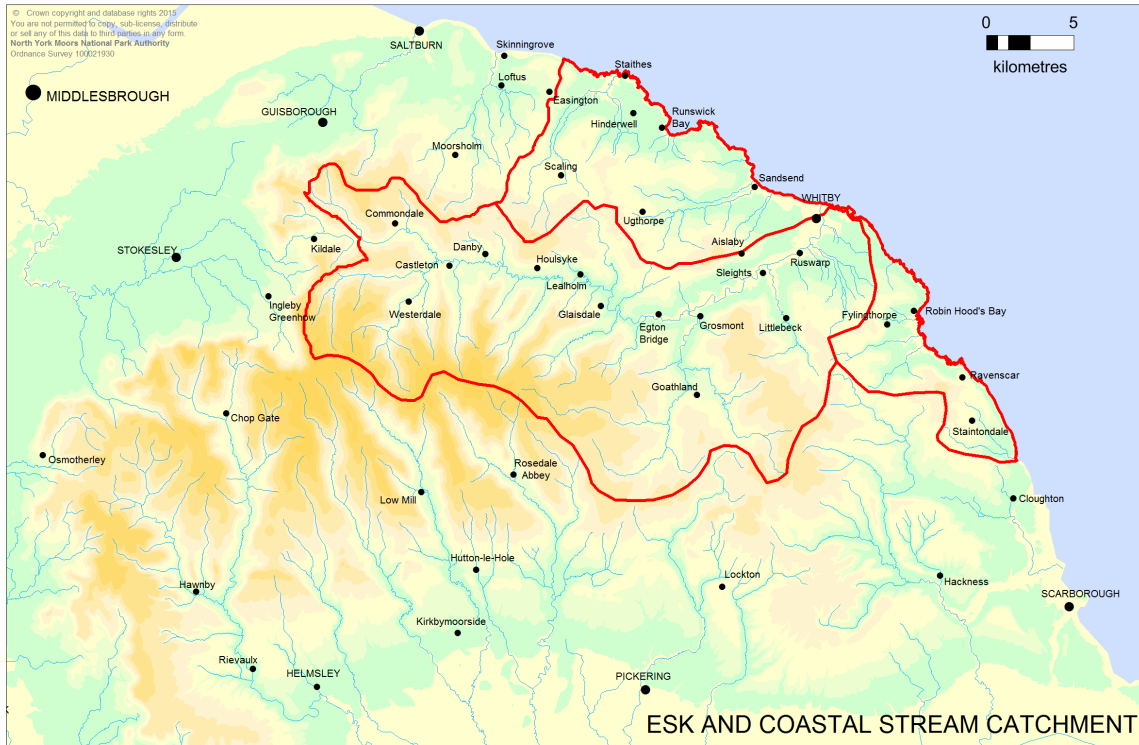 © Crown copyright and database rights 2015
You are not permitted to copy, sub-license, distribute
or sell any of this data to third parties in any form.
North York Moors National Park Authority
Ordnance Survey 100021930
0 5
kilometres
SALTBURN
Skinningrove
Staithes
Loftus
MIDDLESBROUGH
Easington
GUISBOROUGH
Hinderwell
Runswick
Bay
Moorsholm
Scaling
Sandsend
WHITBY
Commondale
Ugthorpe
Kildale
STOKESLEY
Danby
Aislaby
Castleton
Houlsyke
Ruswarp
Sleights
Lealholm
Ingleby
Greenhow
Westerdale
Glaisdale
Egton
Bridge
Grosmont
Littlebeck
Fylingthorpe
Robin Hood's Bay
Goathland
Ravenscar
Chop Gate
Staintondale
Osmotherley
Rosedale
Abbey
Low Mill
Cloughton
Hutton-le-Hole
Lockton
Hackness
Hawnby
SCARBOROUGH
Kirkbymoorside
Rievaulx
HELMSLEY
PICKERING
ESK AND COASTAL STREAM CATCHMENT